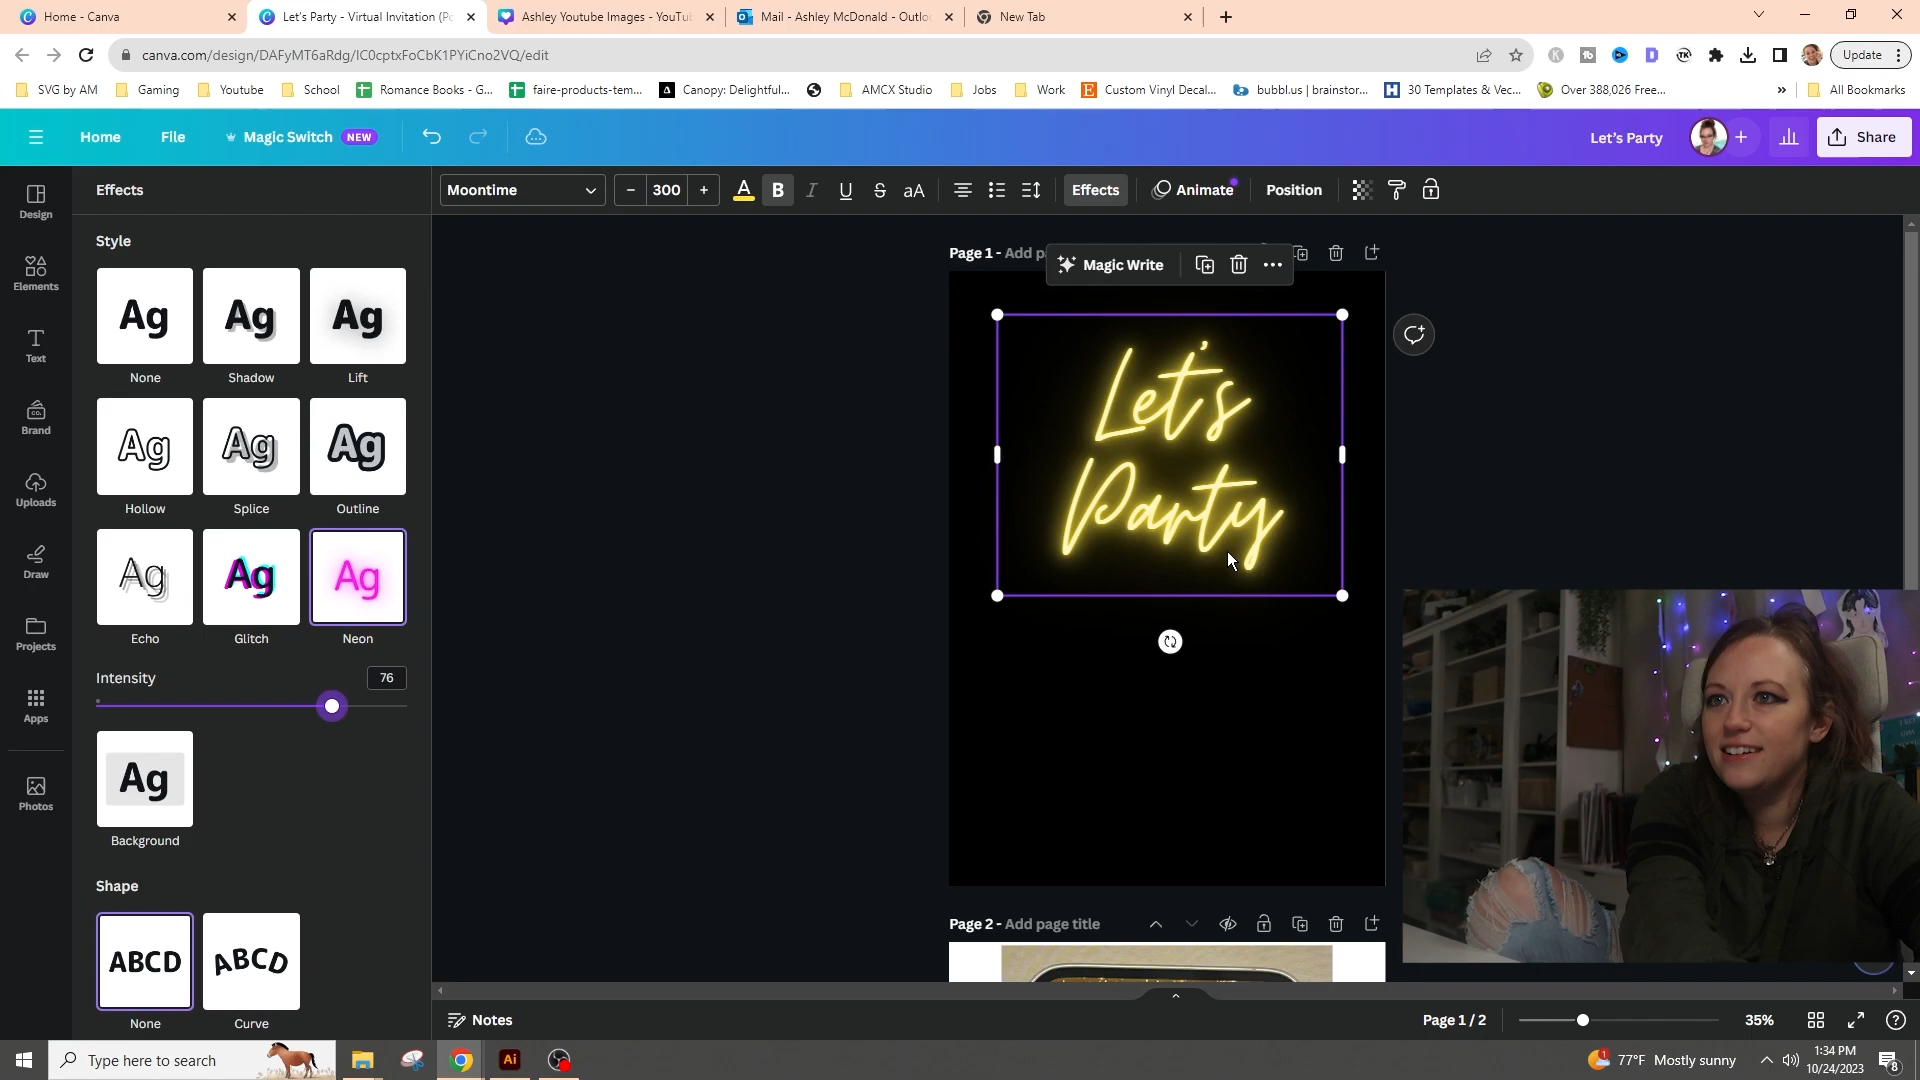 Home - Canva
Let's Party - Virtual Invitation (Po
Ashley Youtube Images - YouTu
Mail - Ashley McDonald - Outlo
New Tab
canva.com/design/DAFyMT6aRdg/IC0cptxFoCbK1PYiCno2VQ/edit
Update
SVG by AM
Gaming
Youtube
School
Romance Books - G...
faire-products-tem...
Canopy: Delightful...
AMCX Studio
Jobs
Work
Custom Vinyl Decal...
bubbl.us | brainstor...
30 Templates & Vec...
Over 388,026 Free...
All Bookmarks
Home
File
Magic Switch NEW
Let's Party
Share
Effects
Moontime
300
A
B
I
U
S
aA
Effects
Animate
Position
Design
Elements
Text
Brand
Uploads
Draw
Projects
Apps
Photos
Style
Ag
Ag
Ag
None
Shadow
Lift
Ag
Ag
Ag
Hollow
Splice
Outline
Ag
Ag
Ag
Echo
Glitch
Neon
Intensity
76
Ag
Background
Shape
ABCD
ABCD
None
Curve
Page 1 - Add p
Magic Write
Let's
Party
Page 2 - Add page title
Notes
Page 1 / 2
35%
Type here to search
Ai
1
77°F Mostly sunny
1:34 PM
10/24/2023
8